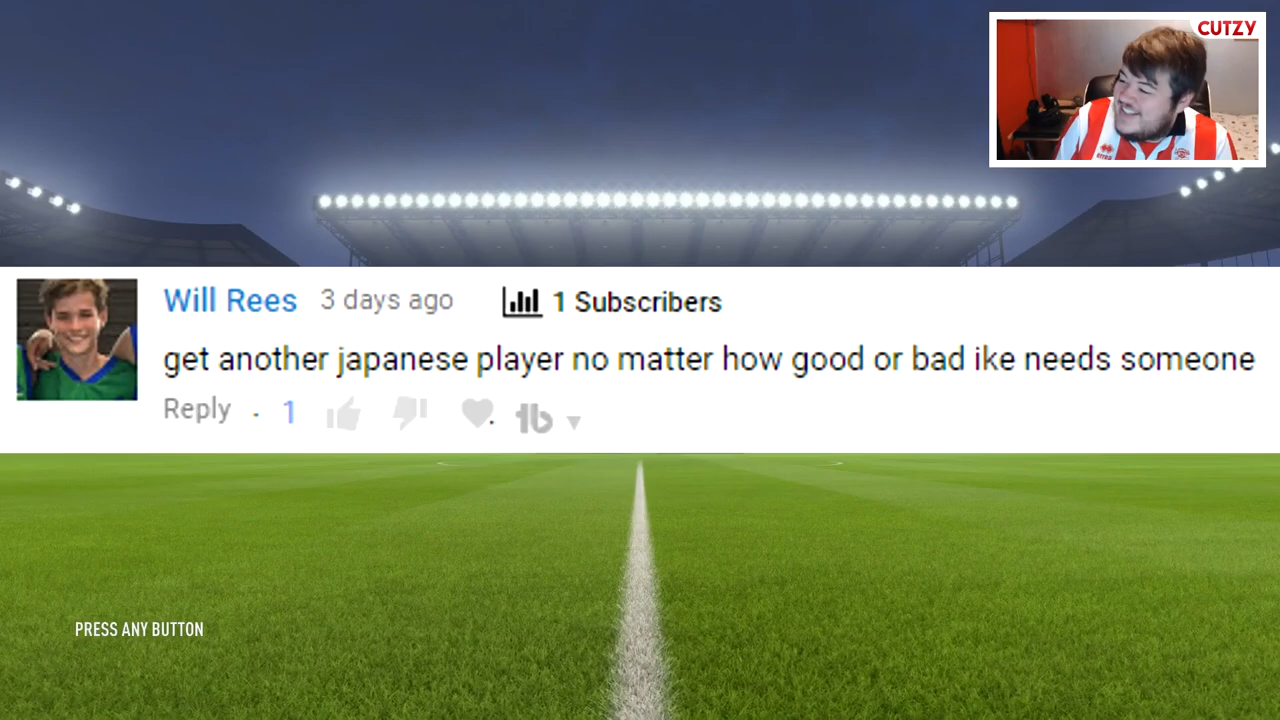 CUTZY
Will Rees 3 days ago 1 Subscribers
get another japanese player no matter how good or bad ike needs someone
Reply . 1
PRESS ANY BUTTON